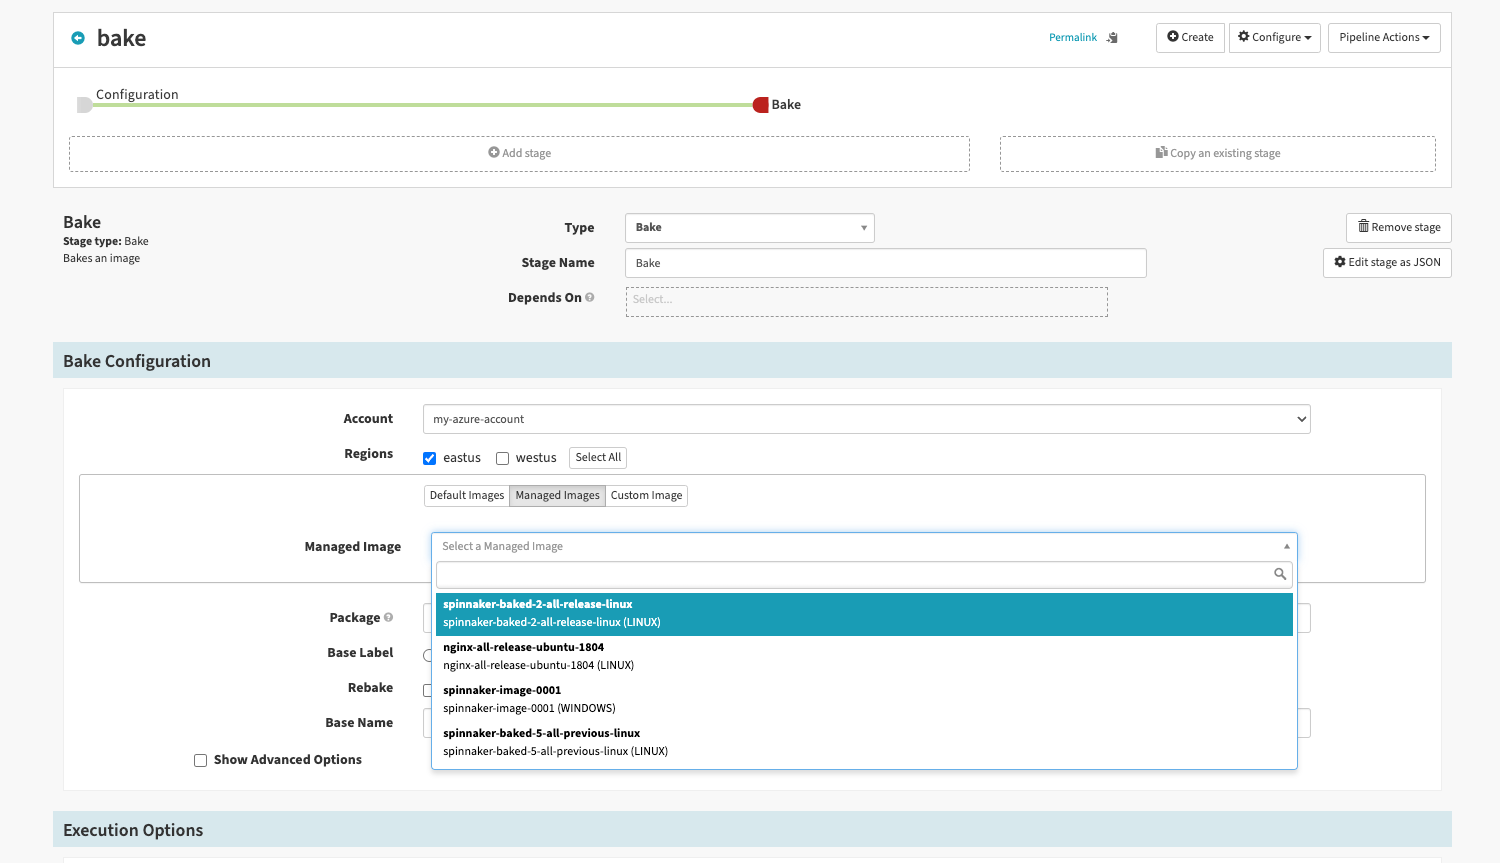 bake
Permalink
Create
Configure
Pipeline Actions
Configuration
Bake
Add stage
Copy an existing stage
Bake
Stage type: Bake
Bakes an image
Type
Bake
Remove stage
Stage Name
Bake
Edit stage as JSON
Depends On
Select...
Bake Configuration
Account
my-azure-account
Regions
eastus
westus
Select All
Default Images
Managed Images
Custom Image
Managed Image
Select a Managed Image
spinnaker-baked-2-all-release-linux
spinnaker-baked-2-all-release-linux (LINUX)
nginx-all-release-ubuntu-1804
nginx-all-release-ubuntu-1804 (LINUX)
spinnaker-image-0001
spinnaker-image-0001 (WINDOWS)
spinnaker-baked-5-all-previous-linux
spinnaker-baked-5-all-previous-linux (LINUX)
Package
Base Label
Rebake
Base Name
Show Advanced Options
Execution Options